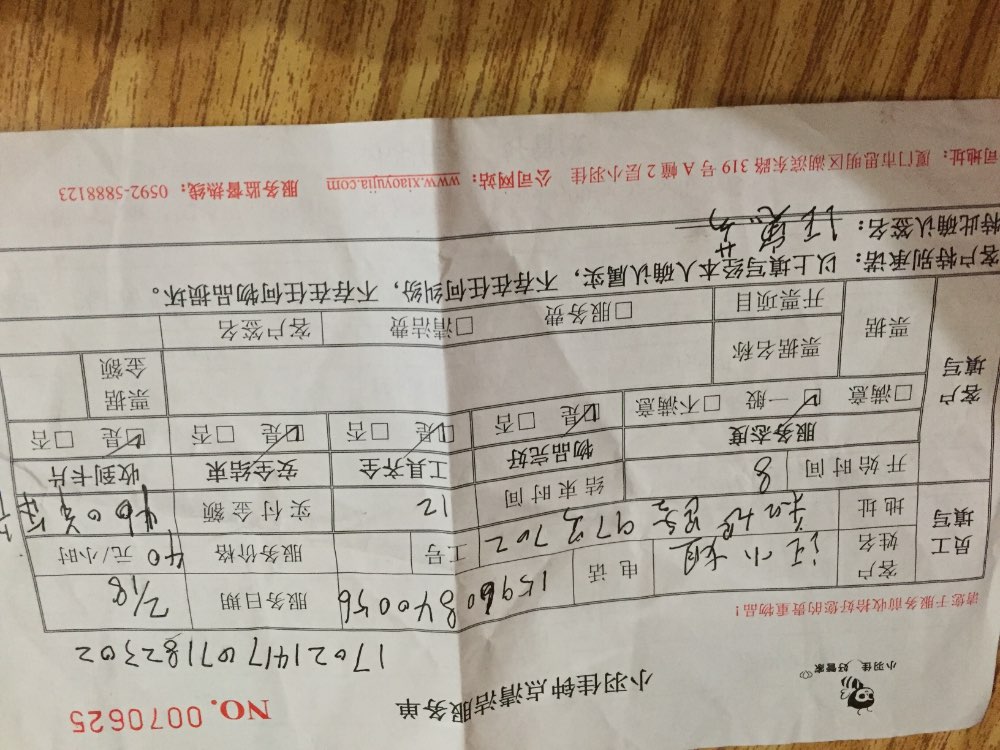 小羽佳 好管家
小羽佳钟点清洁服务单
NO. 0070625
1702141707182302
请您于服务前收拾好您的贵重物品！
员工填写
客户姓名 汪小姐 电话 15960840056 服务日期 2/18
工号 服务价格 40 元/小时
地址 97号702 实付金额
开始时间 8 结束时间 12
客户填写
服务态度 物品完好 工具齐全 安全结束 收到卡片
□满意 ☑一般 □不满意 ☑是 □否 ☑是 □否 ☑是 □否 ☑是 □否
票据 票据名称 票据金额
开票项目 □服务费 □清洁费 客户签名
客户特别承诺：以上填写经本人确认属实，不存在任何纠纷，不存在任何物品损坏。
特此确认签名：
司地址：厦门市思明区湖滨东路 319 号 A 幢 2 层小羽佳 公司网站：www.xiaoyujia.com 服务监督热线：0592-5888123